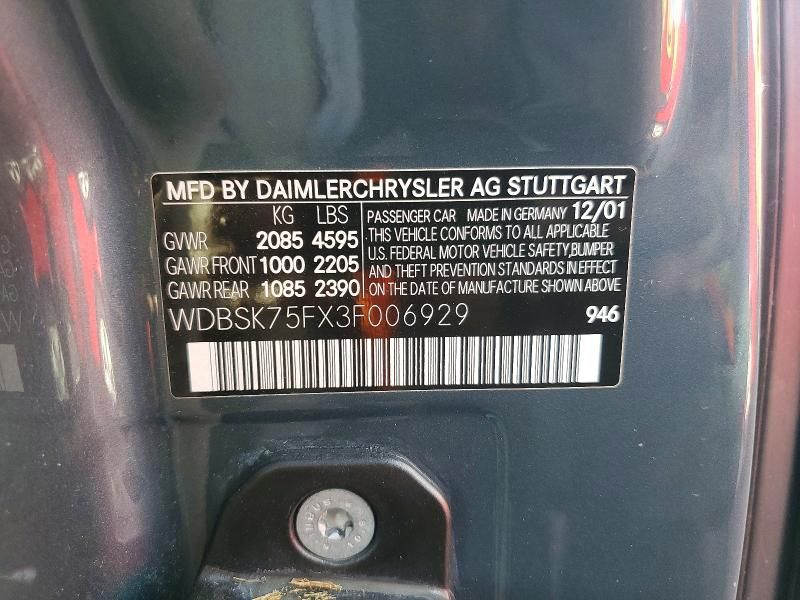 MFD BY DAIMLERCHRYSLER AG STUTTGART
KG LBS
GVWR 2085 4595
GAWR FRONT 1000 2205
GAWR REAR 1085 2390
PASSENGER CAR MADE IN GERMANY 12/01
THIS VEHICLE CONFORMS TO ALL APPLICABLE
U.S. FEDERAL MOTOR VEHICLE SAFETY, BUMPER
AND THEFT PREVENTION STANDARDS IN EFFECT
ON THE DATE OF MANUFACTURE SHOWN ABOVE
WDBSK75FX3F006929 946